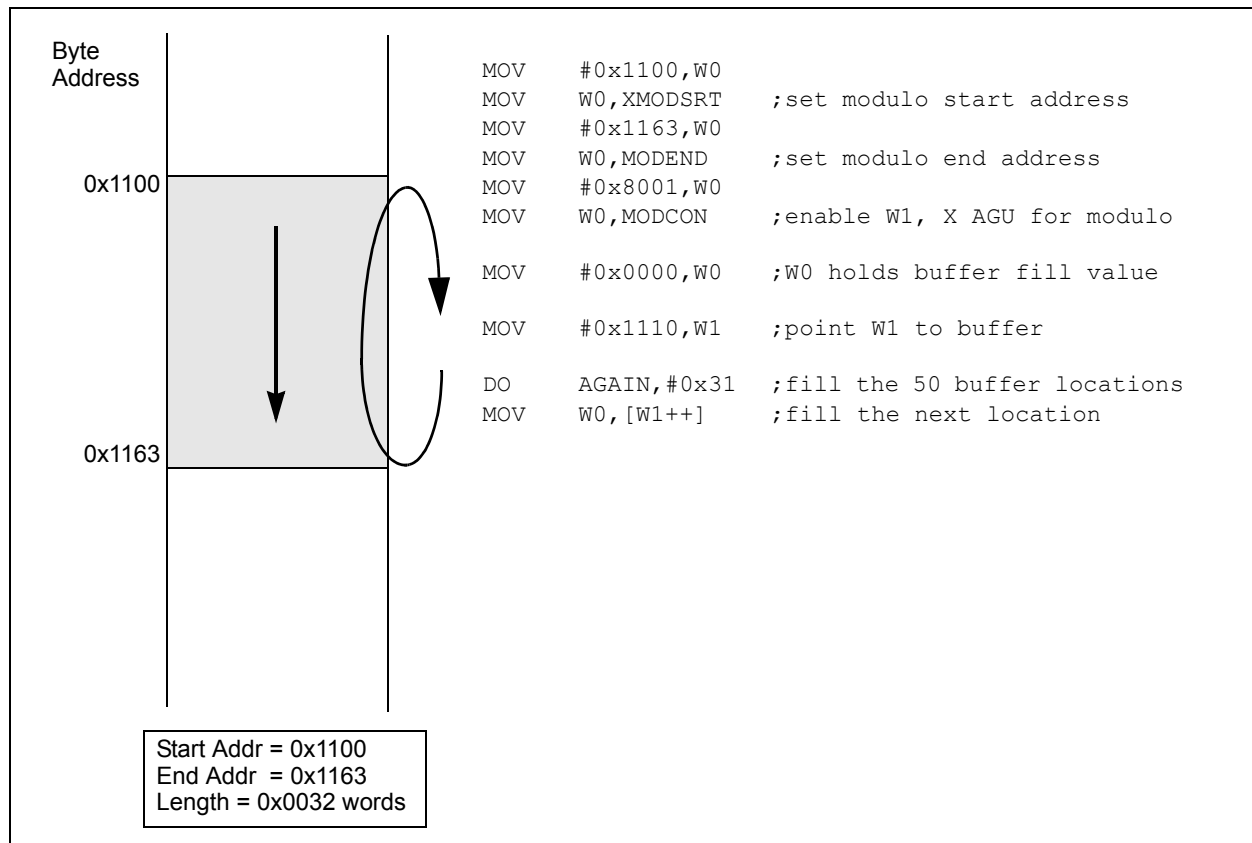 Byte
Address
0x1100
0x1163
MOV #0x1100,W0
MOV W0,XMODSRT ;set modulo start address
MOV #0x1163,W0
MOV W0,MODEND ;set modulo end address
MOV #0x8001,W0
MOV W0,MODCON ;enable W1, X AGU for modulo
MOV #0x0000,W0 ;W0 holds buffer fill value
MOV #0x1110,W1 ;point W1 to buffer
DO AGAIN,#0x31 ;fill the 50 buffer locations
MOV W0,[W1++] ;fill the next location
Start Addr = 0x1100
End Addr = 0x1163
Length = 0x0032 words